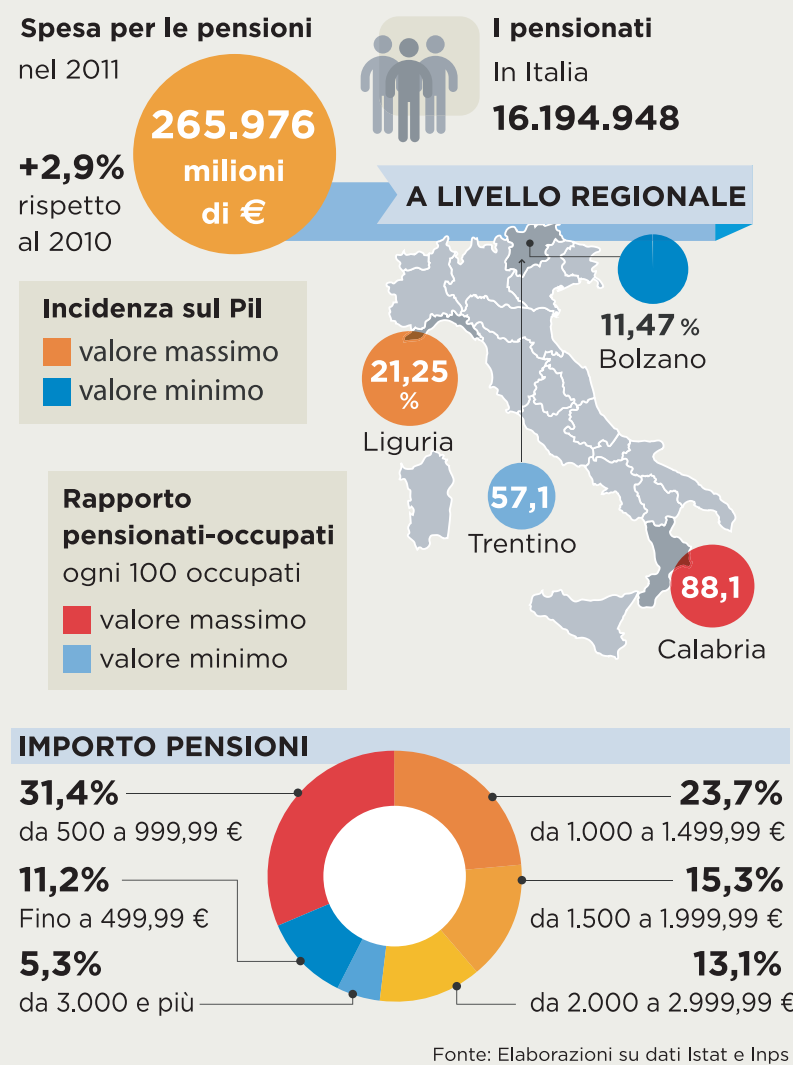 Spesa per le pensioni
nel 2011
265.976
milioni
di €
+2,9%
rispetto
al 2010
I pensionati
In Italia
16.194.948
A LIVELLO REGIONALE
Incidenza sul Pil
valore massimo
valore minimo
11,47 %
Bolzano
21,25
%
Liguria
57,1
Trentino
88,1
Calabria
Rapporto
pensionati-occupati
ogni 100 occupati
valore massimo
valore minimo
IMPORTO PENSIONI
31,4%
da 500 a 999,99 €
11,2%
Fino a 499,99 €
5,3%
da 3.000 e più
23,7%
da 1.000 a 1.499,99 €
15,3%
da 1.500 a 1.999,99 €
13,1%
da 2.000 a 2.999,99 €
Fonte: Elaborazioni su dati Istat e Inps